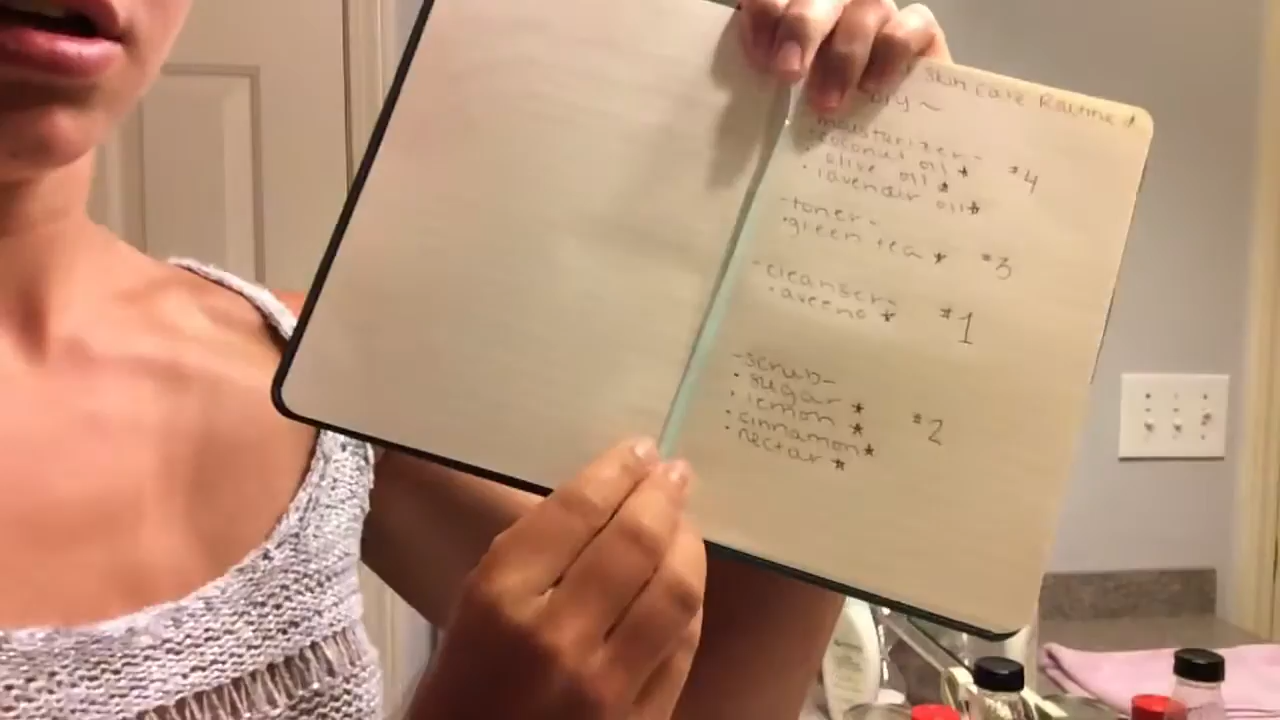 Skin Care Routine *
DIY ~
moisturizer- #4
• coconut oil *
• olive oil *
• lavendar oil *
-toner-
• green tea * #3
-cleanser-
• aveeno * #1
-scrub-
• sugar *
• lemon * #2
• cinnamon *
• nectar *